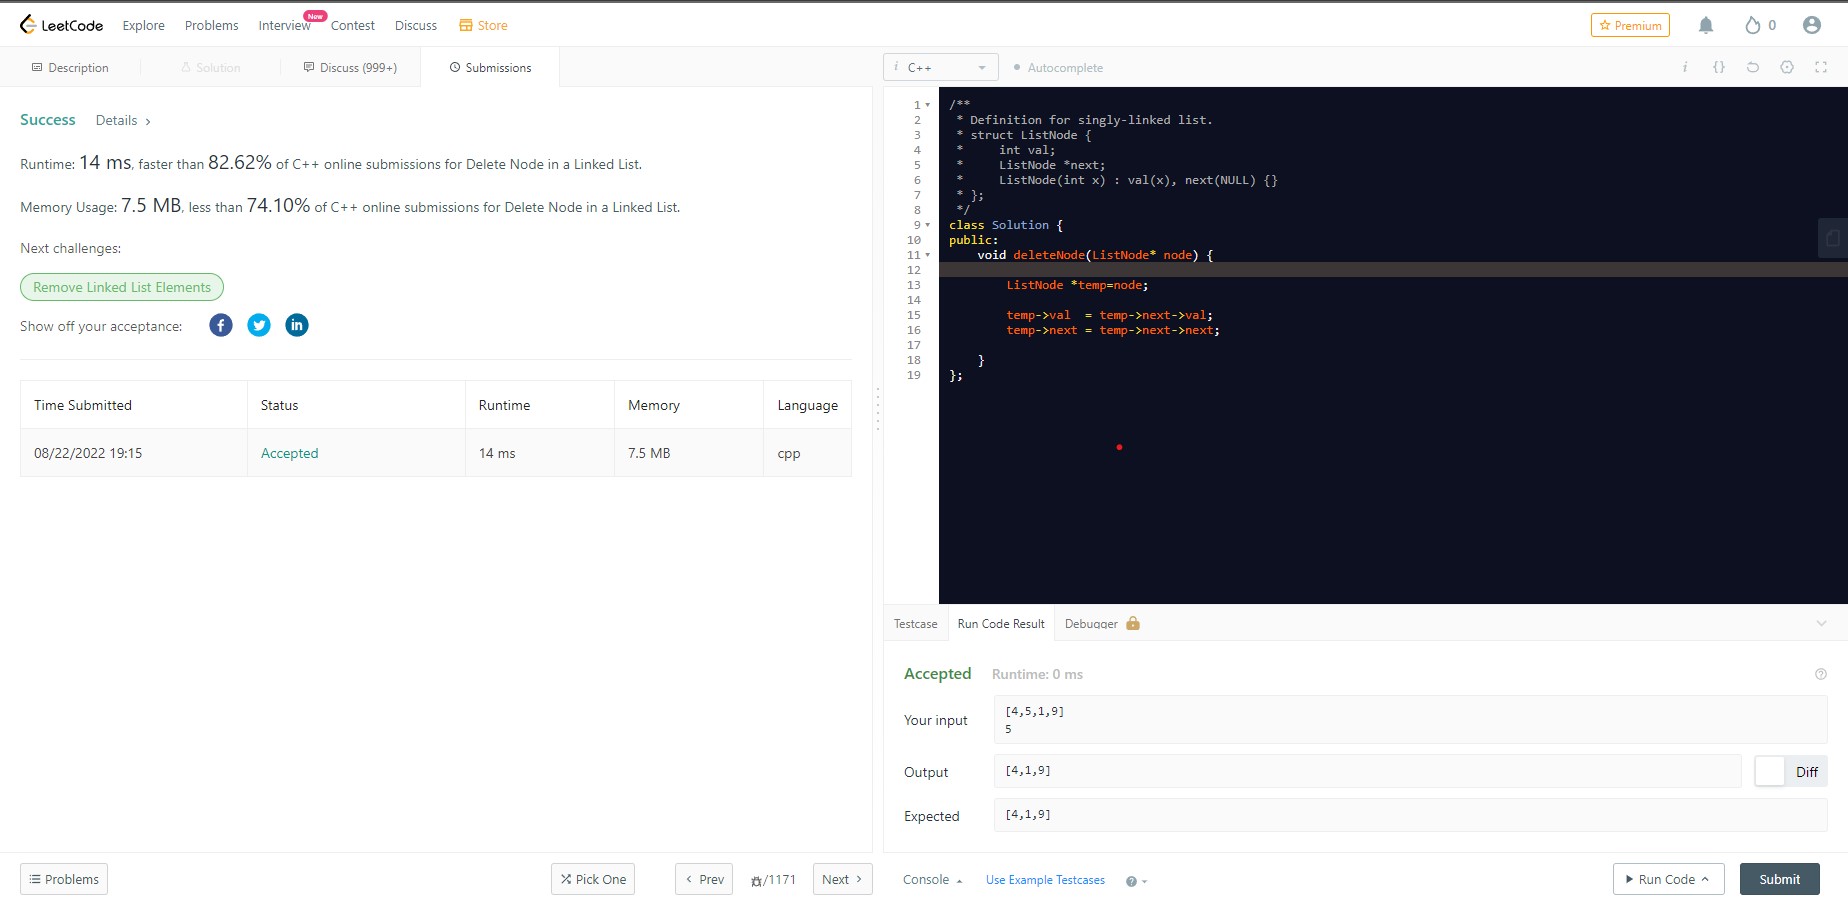 LeetCode Explore Problems Interview New Contest Discuss Store Premium 0
Description Solution Discuss (999+) Submissions
Success Details >
Runtime: 14 ms, faster than 82.62% of C++ online submissions for Delete Node in a Linked List.
Memory Usage: 7.5 MB, less than 74.10% of C++ online submissions for Delete Node in a Linked List.
Next challenges:
Remove Linked List Elements
Show off your acceptance:
Time Submitted Status Runtime Memory Language
08/22/2022 19:15 Accepted 14 ms 7.5 MB cpp
Problems Pick One < Prev /1171 Next >
i C++ Autocomplete i {}
1 /**
2  * Definition for singly-linked list.
3  * struct ListNode {
4  *     int val;
5  *     ListNode *next;
6  *     ListNode(int x) : val(x), next(NULL) {}
7  * };
8  */
9 class Solution {
10 public:
11     void deleteNode(ListNode* node) {
12
13         ListNode *temp=node;
14
15         temp->val  = temp->next->val;
16         temp->next = temp->next->next;
17
18     }
19 };
Testcase Run Code Result Debugger
Accepted Runtime: 0 ms
Your input
[4,5,1,9]
5
Output [4,1,9] Diff
Expected [4,1,9]
Console Use Example Testcases Run Code Submit